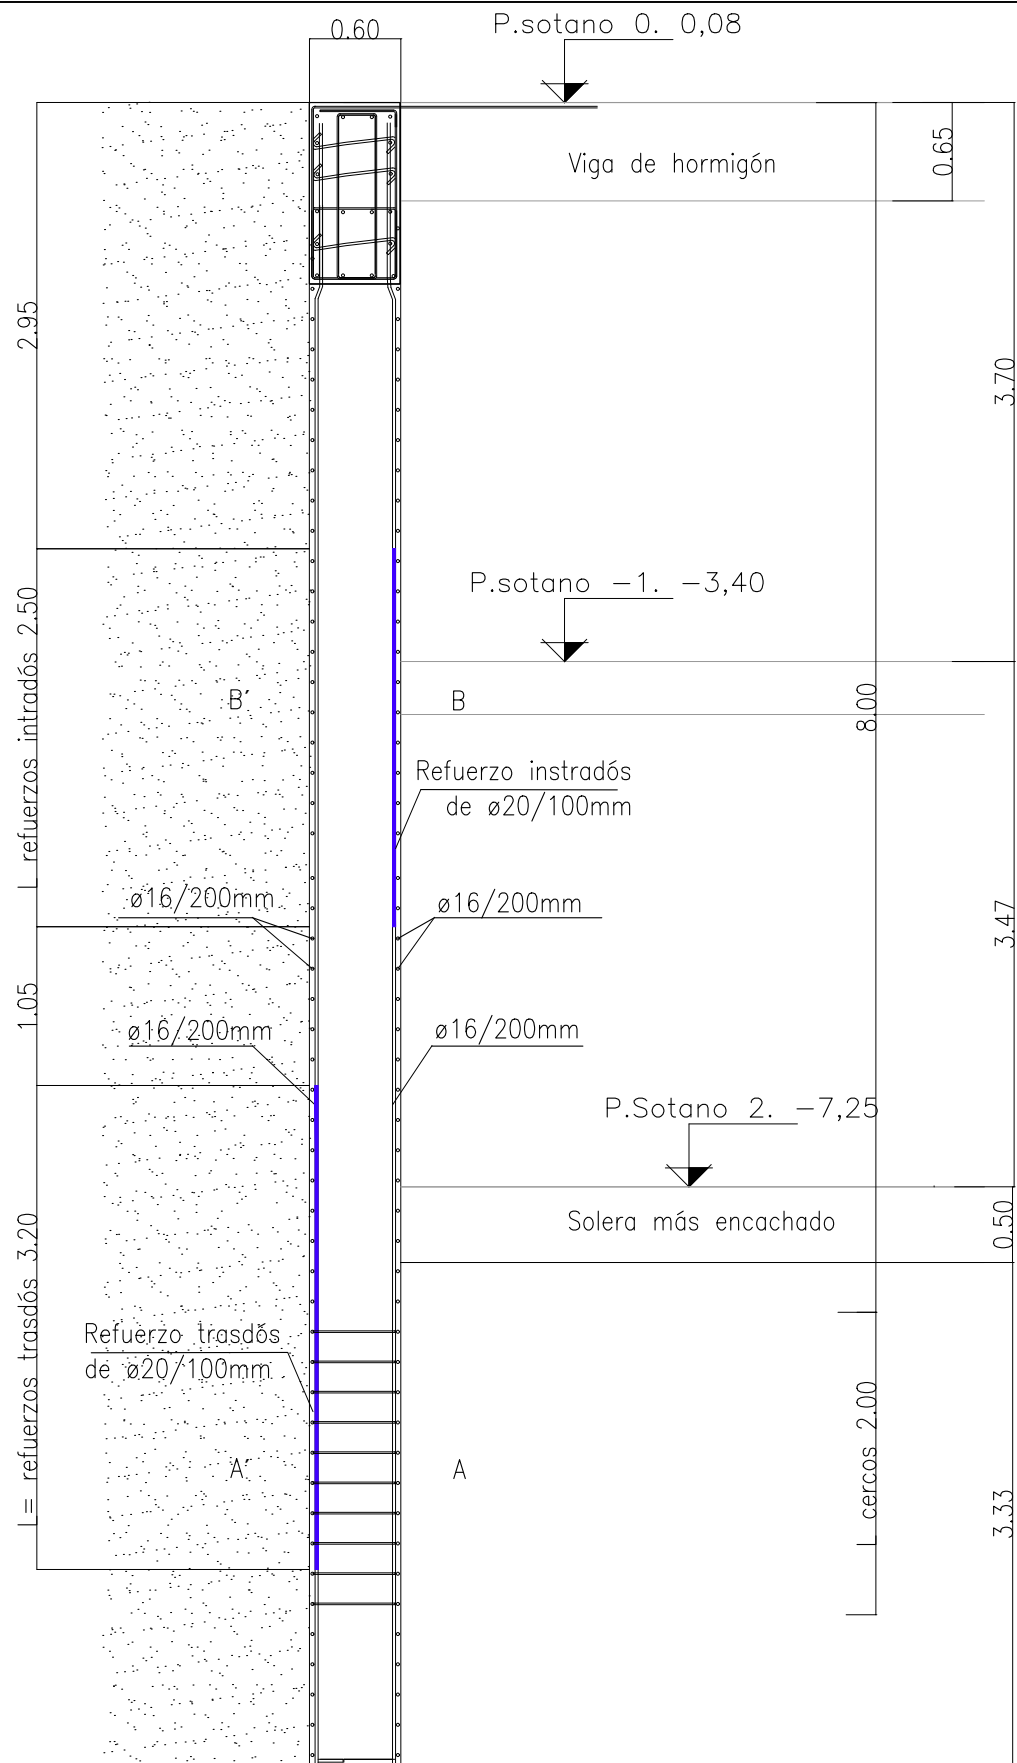 P.sotano 0. 0,08
0.60
0.65
Viga de hormigón
2.95
3.70
P.sotano -1. -3,40
L refuerzos intradós 2.50
B´
B
8.00
Refuerzo instradós
de ø20/100mm
ø16/200mm
ø16/200mm
3.47
1.05
ø16/200mm
ø16/200mm
P.Sotano 2. -7,25
0.50
Solera más encachado
L= refuerzos trasdós 3.20
Refuerzo trasdós
de ø20/100mm
L cercos 2.00
A´
A
3.33